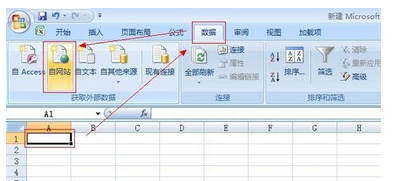 新建 Microsoft
开始 插入 页面布局 公式 数据 审阅 视图 加载项
自 Access 自网站 自文本 自其他来源 现有连接 全部刷新 连接 属性 编辑链接 排序... 筛选 清除 重新应用 高级
获取外部数据 连接 排序和筛选
A1 fx
A B C D E F G H
1
2
3
4
5